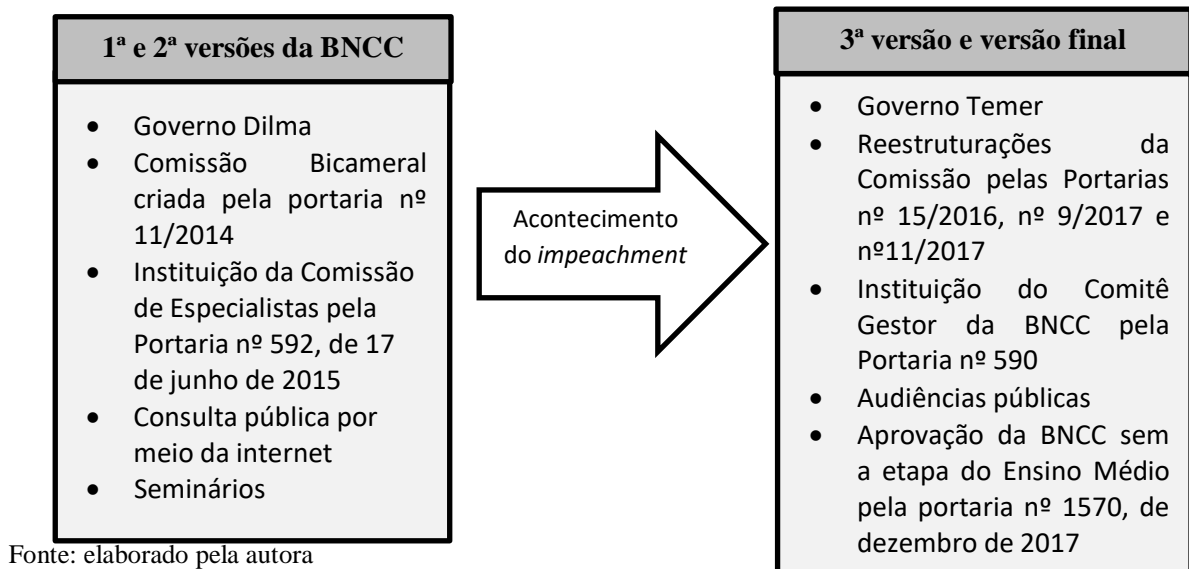 1ª e 2ª versões da BNCC
• Governo Dilma
• Comissão Bicameral
criada pela portaria nº
11/2014
• Instituição da Comissão
de Especialistas pela
Portaria nº 592, de 17
de junho de 2015
• Consulta pública por
meio da internet
• Seminários
Acontecimento
do impeachment
3ª versão e versão final
• Governo Temer
• Reestruturações da
Comissão pelas Portarias
nº 15/2016, nº 9/2017 e
nº11/2017
• Instituição do Comitê
Gestor da BNCC pela
Portaria nº 590
• Audiências públicas
• Aprovação da BNCC sem
a etapa do Ensino Médio
pela portaria nº 1570, de
dezembro de 2017
Fonte: elaborado pela autora